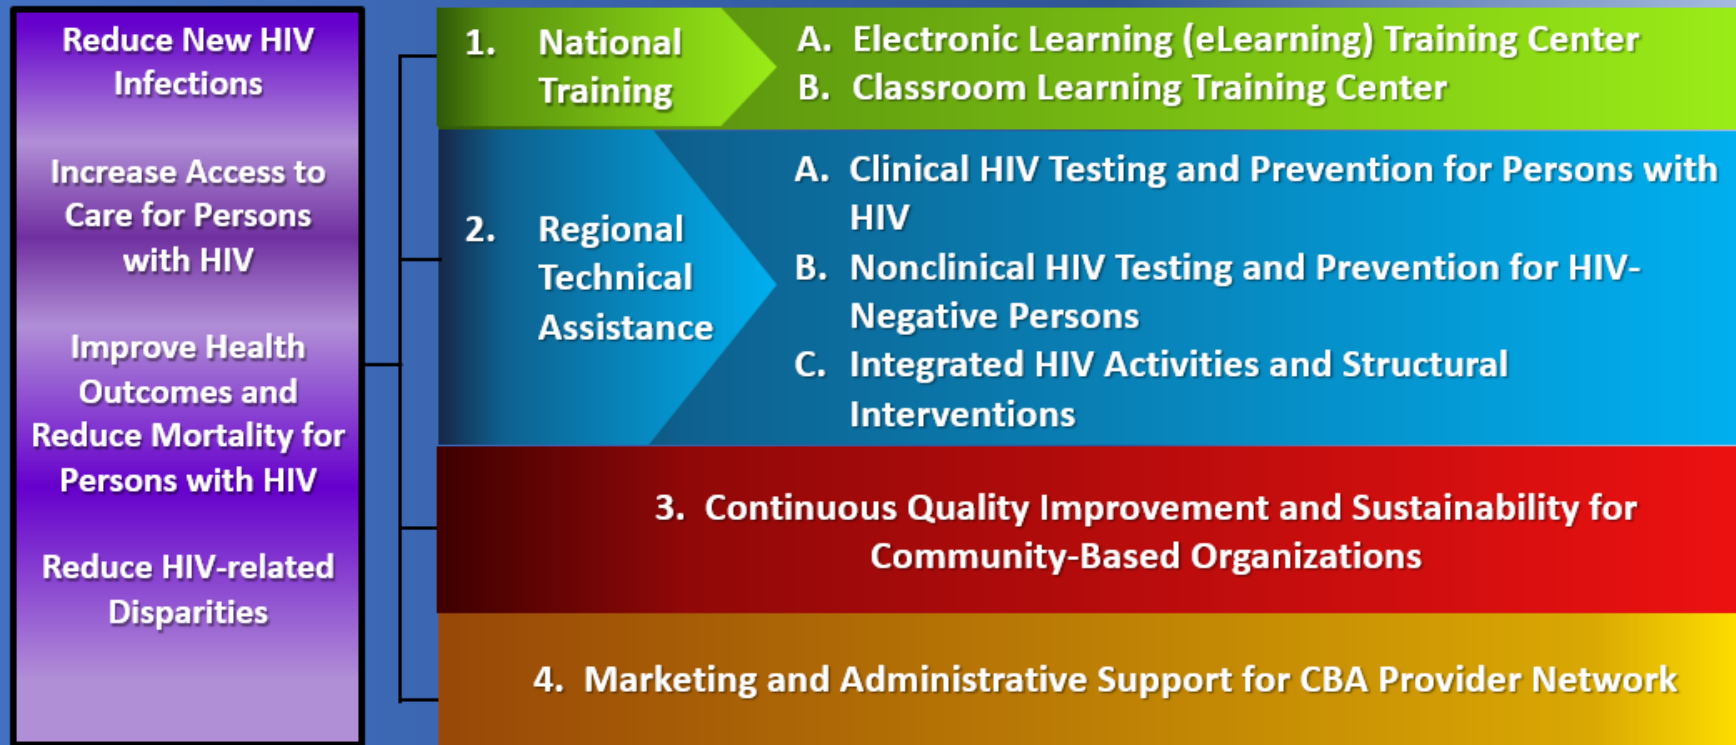 Reduce New HIV
Infections
Increase Access to
Care for Persons
with HIV
Improve Health
Outcomes and
Reduce Mortality for
Persons with HIV
Reduce HIV-related
Disparities
1. National
Training
A. Electronic Learning (eLearning) Training Center
B. Classroom Learning Training Center
2. Regional
Technical
Assistance
A. Clinical HIV Testing and Prevention for Persons with
HIV
B. Nonclinical HIV Testing and Prevention for HIV-
Negative Persons
C. Integrated HIV Activities and Structural
Interventions
3. Continuous Quality Improvement and Sustainability for
Community-Based Organizations
4. Marketing and Administrative Support for CBA Provider Network